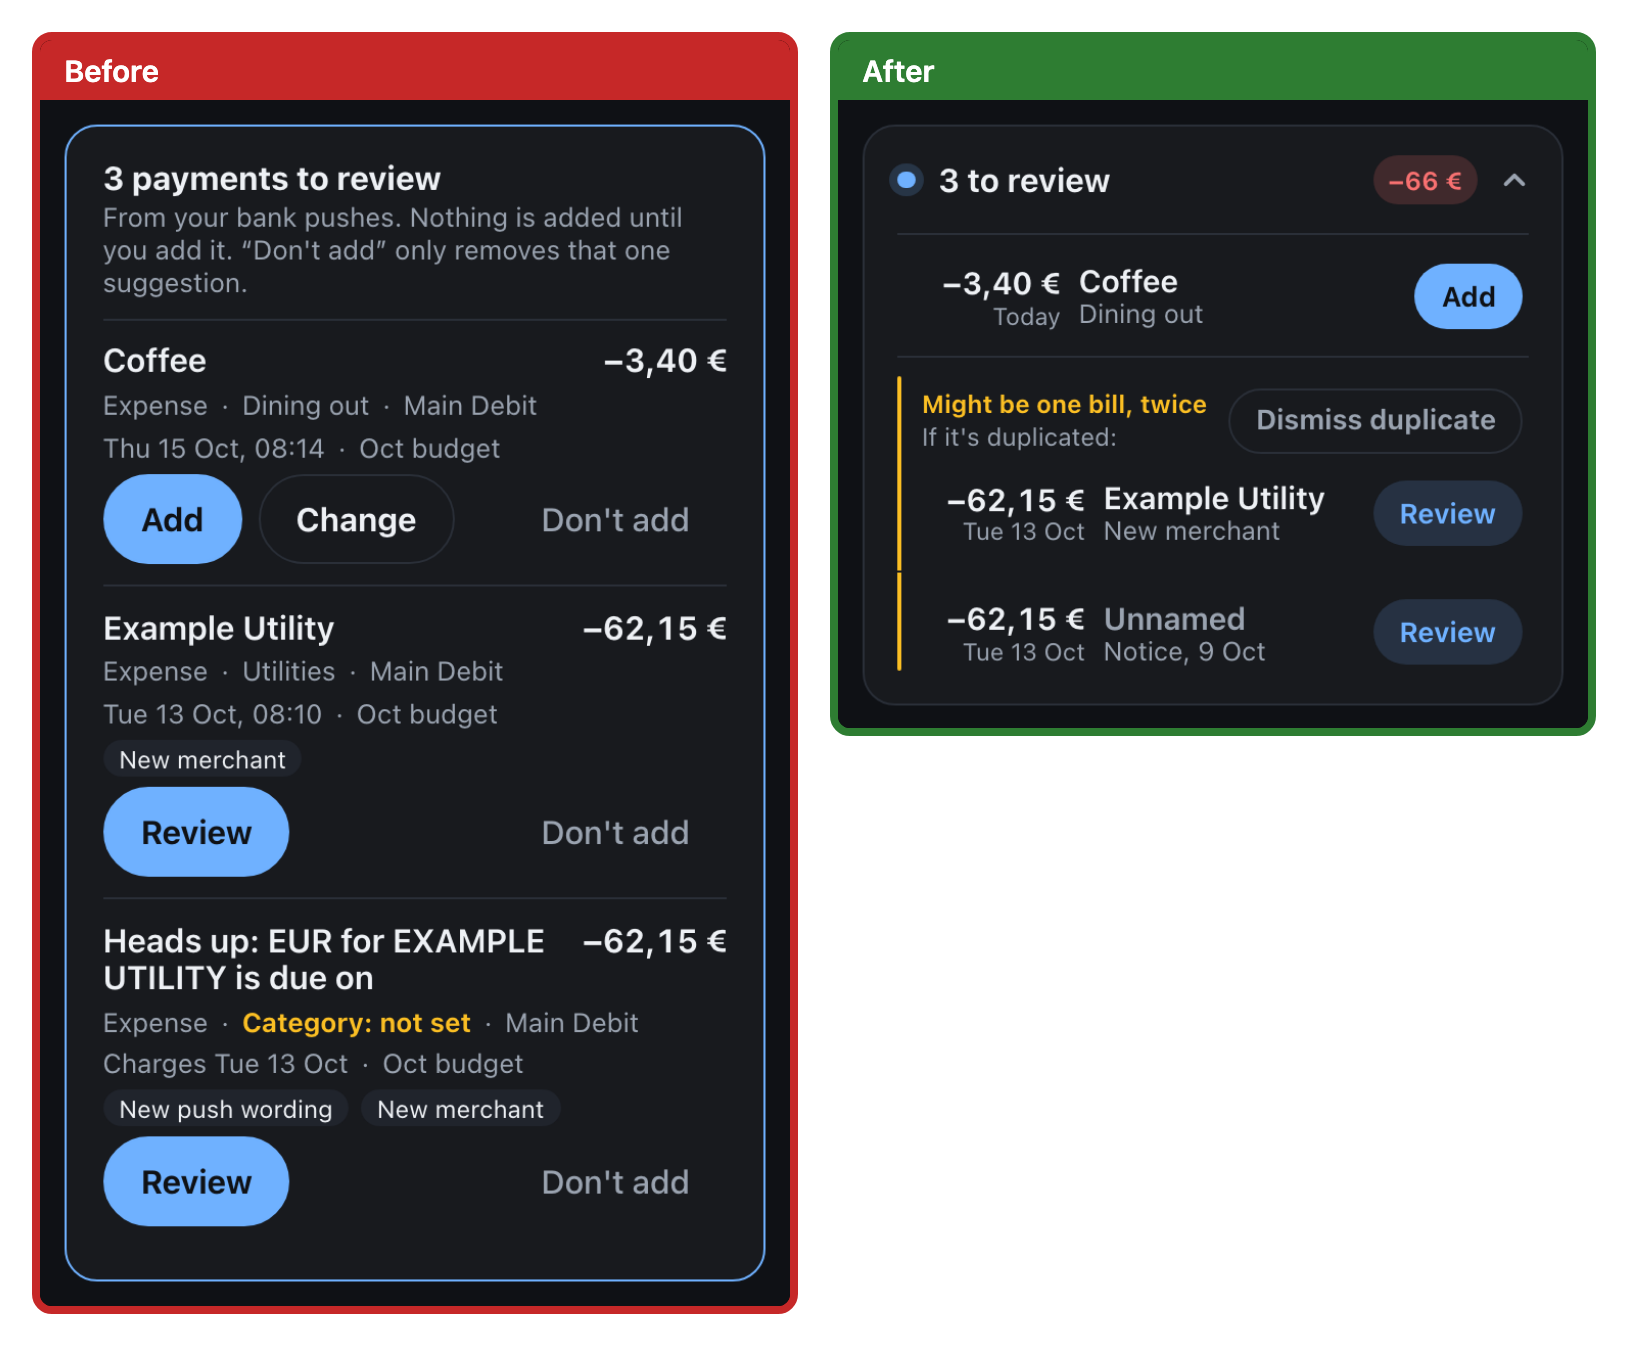 Before
3 payments to review
From your bank pushes. Nothing is added until
you add it. “Don't add” only removes that one
suggestion.
Coffee −3,40 €
Expense · Dining out · Main Debit
Thu 15 Oct, 08:14 · Oct budget
Add Change Don't add
Example Utility −62,15 €
Expense · Utilities · Main Debit
Tue 13 Oct, 08:10 · Oct budget
New merchant
Review Don't add
Heads up: EUR for EXAMPLE −62,15 €
UTILITY is due on
Expense · Category: not set · Main Debit
Charges Tue 13 Oct · Oct budget
New push wording New merchant
Review Don't add
After
3 to review −66 €
−3,40 € Coffee
Today Dining out
Add
Might be one bill, twice
If it's duplicated:
Dismiss duplicate
−62,15 € Example Utility
Tue 13 Oct New merchant
Review
−62,15 € Unnamed
Tue 13 Oct Notice, 9 Oct
Review